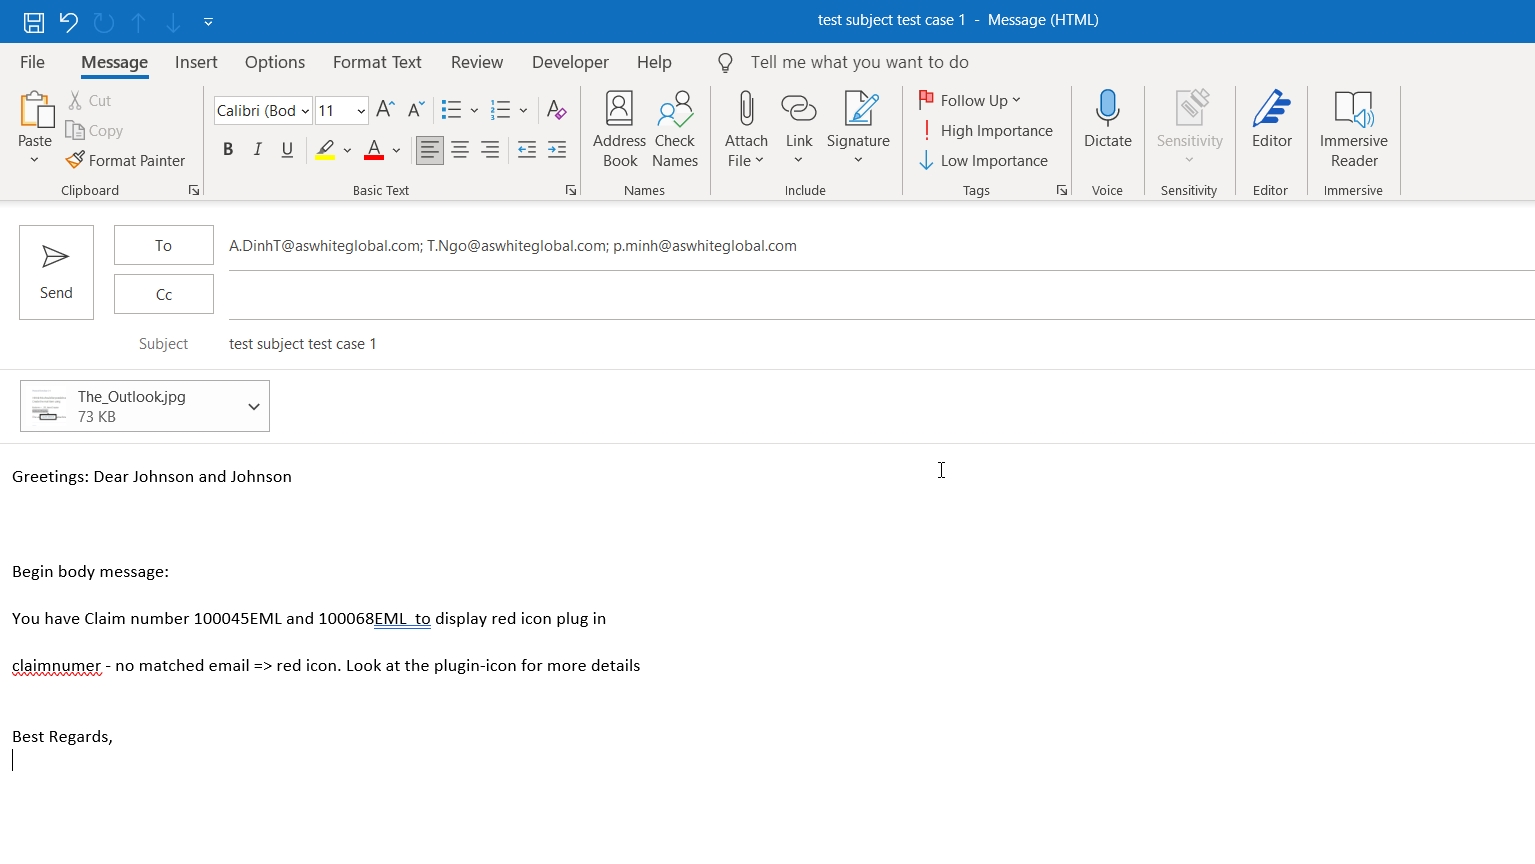 test subject test case 1 - Message (HTML)
File Message Insert Options Format Text Review Developer Help Tell me what you want to do
Paste
Cut
Copy
Format Painter
Clipboard
Calibri (Bod 11
B I U A
Basic Text
Address Book
Check Names
Names
Attach File
Link
Signature
Include
Follow Up
High Importance
Low Importance
Tags
Dictate
Voice
Sensitivity
Sensitivity
Editor
Editor
Immersive Reader
Immersive
Send
To A.DinhT@aswhiteglobal.com; T.Ngo@aswhiteglobal.com; p.minh@aswhiteglobal.com
Cc
Subject test subject test case 1
The_Outlook.jpg
73 KB
Greetings: Dear Johnson and Johnson
Begin body message:
You have Claim number 100045EML and 100068EML  to display red icon plug in
claimnumer - no matched email => red icon. Look at the plugin-icon for more details
Best Regards,